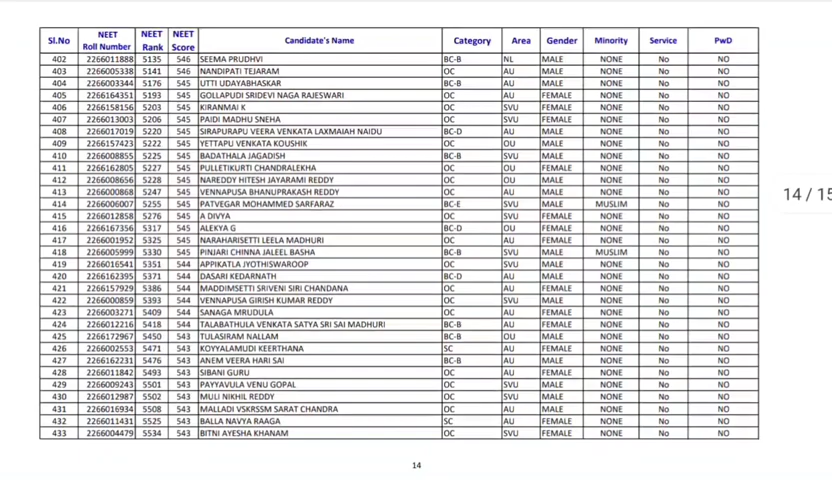 Sl.No NEET Roll Number NEET Rank NEET Score Candidate's Name Category Area Gender Minority Service PwD
402 2266011888 5135 546 SEEMA PRUDHVI BC-B NL MALE NONE No NO
403 2266005338 5141 546 NANDIPATI TEJARAM OC AU MALE NONE No NO
404 2266003344 5176 545 UTTI UDAYABHASKAR BC-B AU MALE NONE No NO
405 2266164351 5193 545 GOLLAPUDI SRIDEVI NAGA RAJESWARI OC AU FEMALE NONE No NO
406 2266158156 5203 545 KIRANMAI K OC SVU FEMALE NONE No NO
407 2266013003 5206 545 PAIDI MADHU SNEHA OC SVU FEMALE NONE No NO
408 2266017019 5220 545 SIRAPURAPU VEERA VENKATA LAXMAIAH NAIDU BC-D AU MALE NONE No NO
409 2266157423 5222 545 YETTAPU VENKATA KOUSHIK OC OU MALE NONE No NO
410 2266008855 5225 545 BADATHALA JAGADISH BC-B SVU MALE NONE No NO
411 2266162805 5227 545 PULLETIKURTI CHANDRALEKHA OC OU FEMALE NONE No NO
412 2266008656 5228 545 NAREDDY HITESH JAYARAMI REDDY OC OU MALE NONE No NO
413 2266000868 5247 545 VENNAPUSA BHANUPRAKASH REDDY OC AU MALE NONE No NO
414 2266006007 5255 545 PATVEGAR MOHAMMED SARFARAZ BC-E SVU MALE MUSLIM No NO
415 2266012858 5276 545 A DIVYA OC SVU FEMALE NONE No NO
416 2266167356 5317 545 ALEKYA G BC-D OU FEMALE NONE No NO
417 2266001952 5325 545 NARAHARISETTI LEELA MADHURI OC AU FEMALE NONE No NO
418 2266005999 5330 545 PINJARI CHINNA JALEEL BASHA BC-B SVU MALE MUSLIM No NO
419 2266016541 5351 544 APPIKATLA JYOTHISWAROOP OC SVU MALE NONE No NO
420 2266162395 5371 544 DASARI KEDARNATH BC-D AU MALE NONE No NO
421 2266157929 5386 544 MADDIMSETTI SRIVENI SIRI CHANDANA OC AU FEMALE NONE No NO
422 2266000859 5393 544 VENNAPUSA GIRISH KUMAR REDDY OC SVU MALE NONE No NO
423 2266003271 5409 544 SANAGA MRUDULA OC AU FEMALE NONE No NO
424 2266012216 5418 544 TALABATHULA VENKATA SATYA SRI SAI MADHURI BC-B AU FEMALE NONE No NO
425 2266172967 5450 543 TULASIRAM NALLAM BC-B OU MALE NONE No NO
426 2266002553 5471 543 KOYYALAMUDI KEERTHANA SC AU FEMALE NONE No NO
427 2266162231 5476 543 ANEM VEERA HARI SAI BC-B AU MALE NONE No NO
428 2266011842 5493 543 SIBANI GURU OC AU FEMALE NONE No NO
429 2266009243 5501 543 PAYYAVULA VENU GOPAL OC SVU MALE NONE No NO
430 2266012987 5502 543 MULI NIKHIL REDDY OC SVU MALE NONE No NO
431 2266016934 5508 543 MALLADI VSKRSSM SARAT CHANDRA OC AU MALE NONE No NO
432 2266011431 5525 543 BALLA NAVYA RAAGA SC AU FEMALE NONE No NO
433 2266004479 5534 543 BITNI AYESHA KHANAM OC SVU FEMALE NONE No NO
14 / 15
14